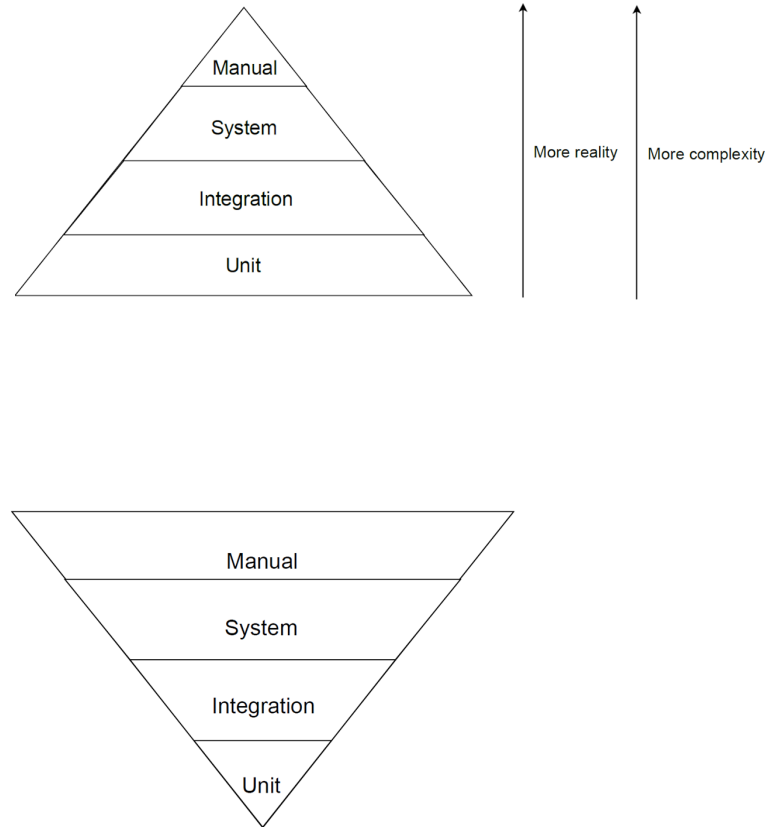 Manual
System
More reality
More complexity
Integration
Unit
Manual
System
Integration
Unit